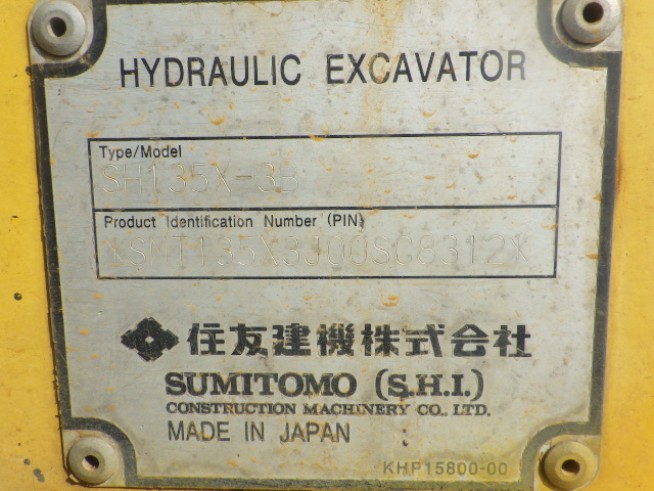 HYDRAULIC EXCAVATOR
Type/Model
SH135X-3B
Product Identification Number (PIN)
住友建機株式会社
SUMITOMO (S.H.I.)
CONSTRUCTION MACHINERY CO., LTD.
MADE IN JAPAN
KHP15800-00